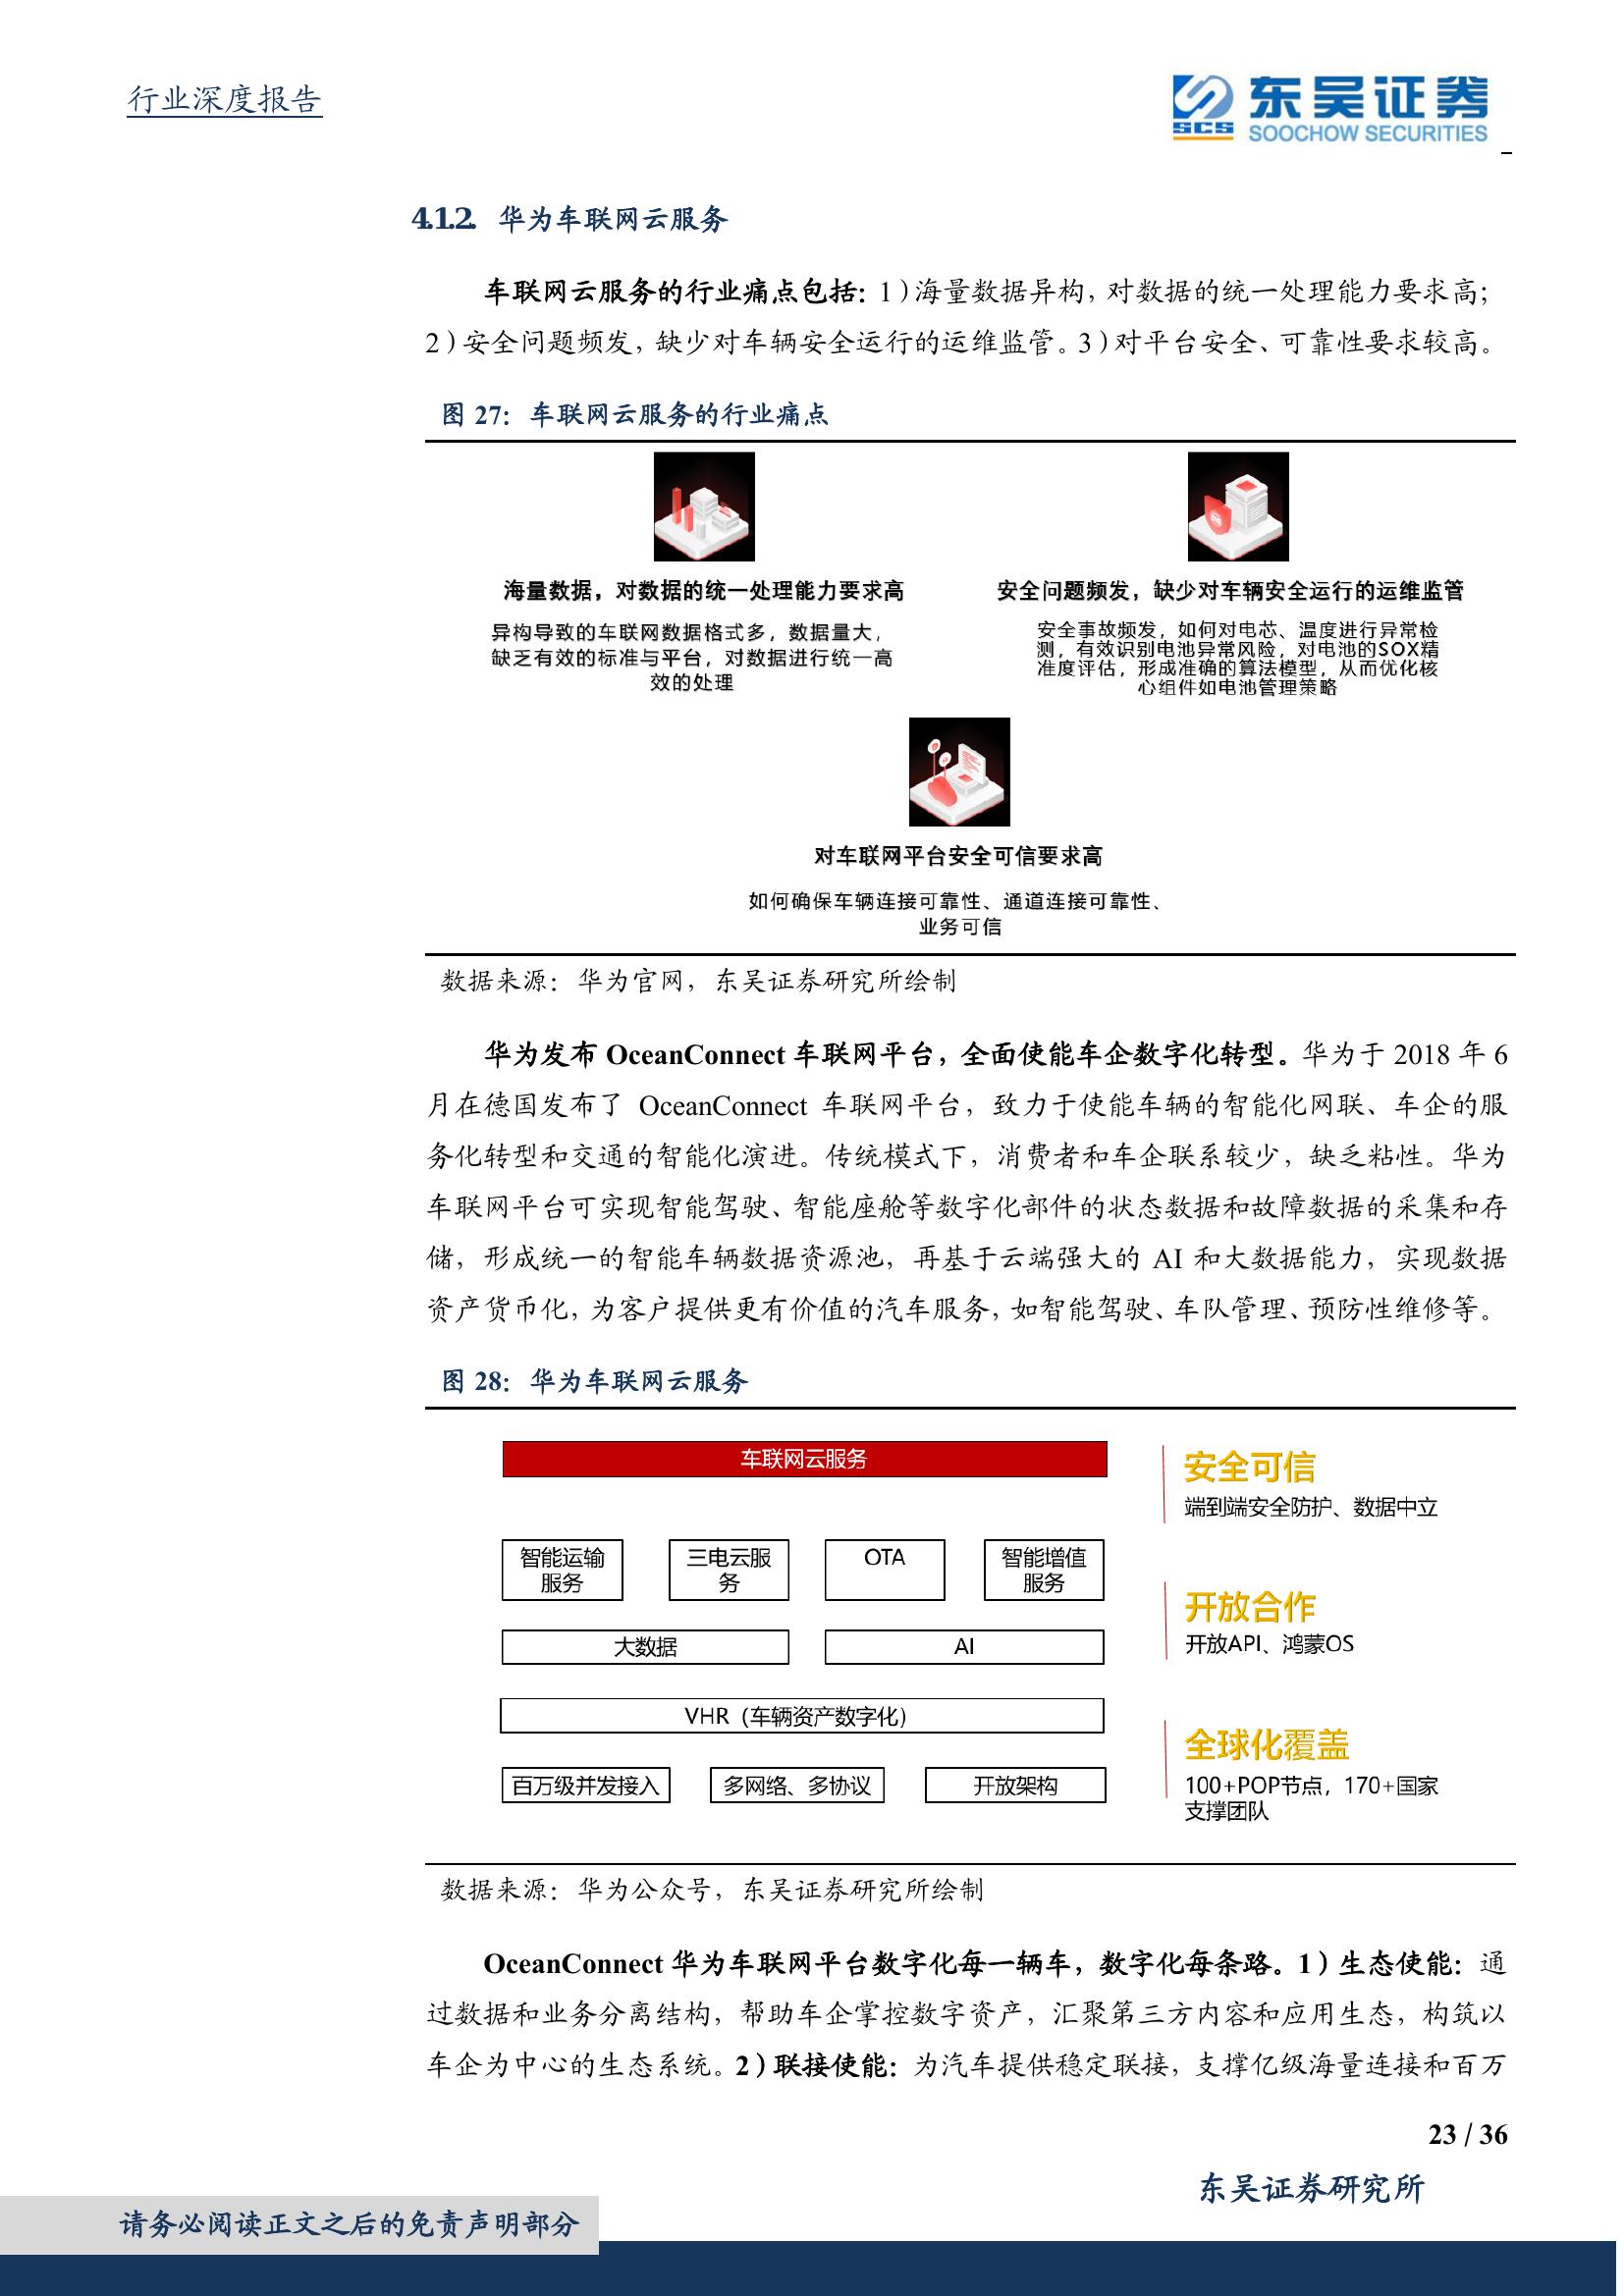 行业深度报告
SCS
东吴证券
SOOCHOW SECURITIES
4.1.2. 华为车联网云服务
车联网云服务的行业痛点包括：1）海量数据异构，对数据的统一处理能力要求高；
2）安全问题频发，缺少对车辆安全运行的运维监管。3）对平台安全、可靠性要求较高。
图 27：车联网云服务的行业痛点
海量数据，对数据的统一处理能力要求高
异构导致的车联网数据格式多，数据量大，
缺乏有效的标准与平台，对数据进行统一高
效的处理
安全问题频发，缺少对车辆安全运行的运维监管
安全事故频发，如何对电芯、温度进行异常检
测，有效识别电池异常风险，对电池的SOX精
准度评估，形成准确的算法模型，从而优化核
心组件如电池管理策略
对车联网平台安全可信要求高
如何确保车辆连接可靠性、通道连接可靠性、
业务可信
数据来源：华为官网，东吴证券研究所绘制
华为发布 OceanConnect 车联网平台，全面使能车企数字化转型。华为于 2018 年 6
月在德国发布了 OceanConnect 车联网平台，致力于使能车辆的智能化网联、车企的服
务化转型和交通的智能化演进。传统模式下，消费者和车企联系较少，缺乏粘性。华为
车联网平台可实现智能驾驶、智能座舱等数字化部件的状态数据和故障数据的采集和存
储，形成统一的智能车辆数据资源池，再基于云端强大的 AI 和大数据能力，实现数据
资产货币化，为客户提供更有价值的汽车服务，如智能驾驶、车队管理、预防性维修等。
图 28：华为车联网云服务
车联网云服务
智能运输
服务
三电云服
务
OTA
智能增值
服务
大数据
AI
VHR（车辆资产数字化）
百万级并发接入
多网络、多协议
开放架构
安全可信
端到端安全防护、数据中立
开放合作
开放API、鸿蒙OS
全球化覆盖
100+POP节点，170+国家
支撑团队
数据来源：华为公众号，东吴证券研究所绘制
OceanConnect 华为车联网平台数字化每一辆车，数字化每条路。1）生态使能：通
过数据和业务分离结构，帮助车企掌控数字资产，汇聚第三方内容和应用生态，构筑以
车企为中心的生态系统。2）联接使能：为汽车提供稳定联接，支撑亿级海量连接和百万
23 / 36
东吴证券研究所
请务必阅读正文之后的免责声明部分